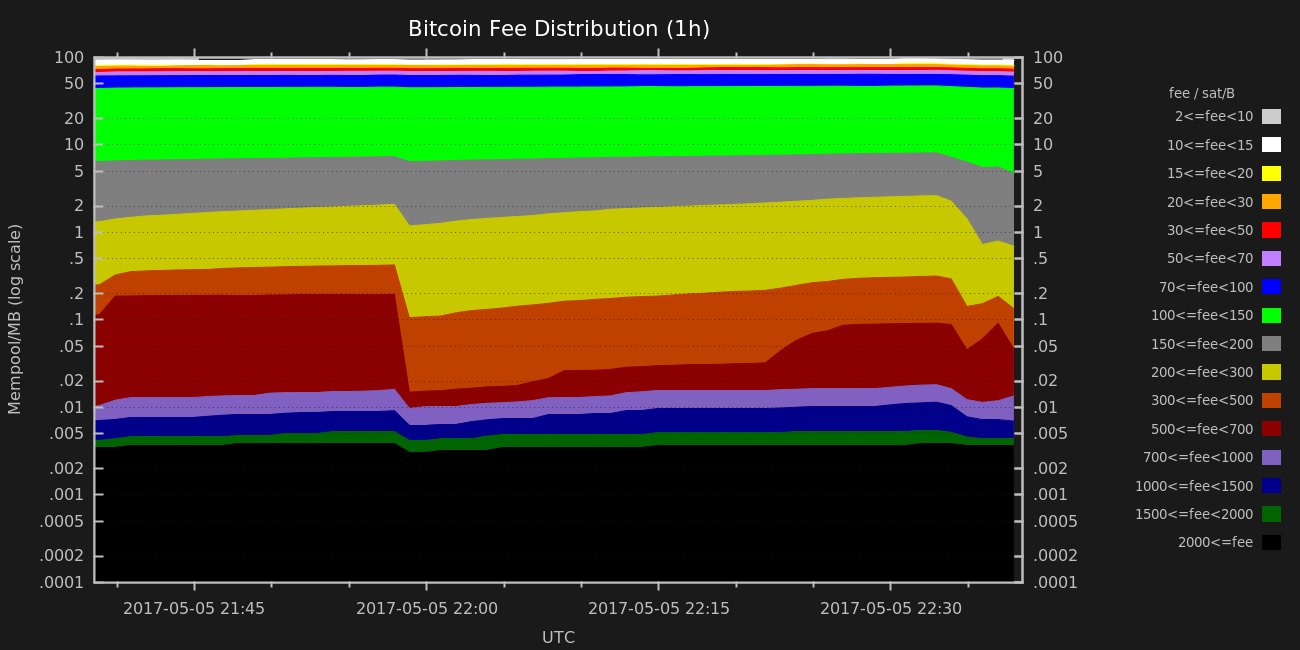 Bitcoin Fee Distribution (1h)
Mempool/MB (log scale)
100
50
20
10
5
2
1
.5
.2
.1
.05
.02
.01
.005
.002
.001
.0005
.0002
.0001
100
50
20
10
5
2
1
.5
.2
.1
.05
.02
.01
.005
.002
.001
.0005
.0002
.0001
2017-05-05 21:45
2017-05-05 22:00
2017-05-05 22:15
2017-05-05 22:30
UTC
fee / sat/B
2<=fee<10
10<=fee<15
15<=fee<20
20<=fee<30
30<=fee<50
50<=fee<70
70<=fee<100
100<=fee<150
150<=fee<200
200<=fee<300
300<=fee<500
500<=fee<700
700<=fee<1000
1000<=fee<1500
1500<=fee<2000
2000<=fee